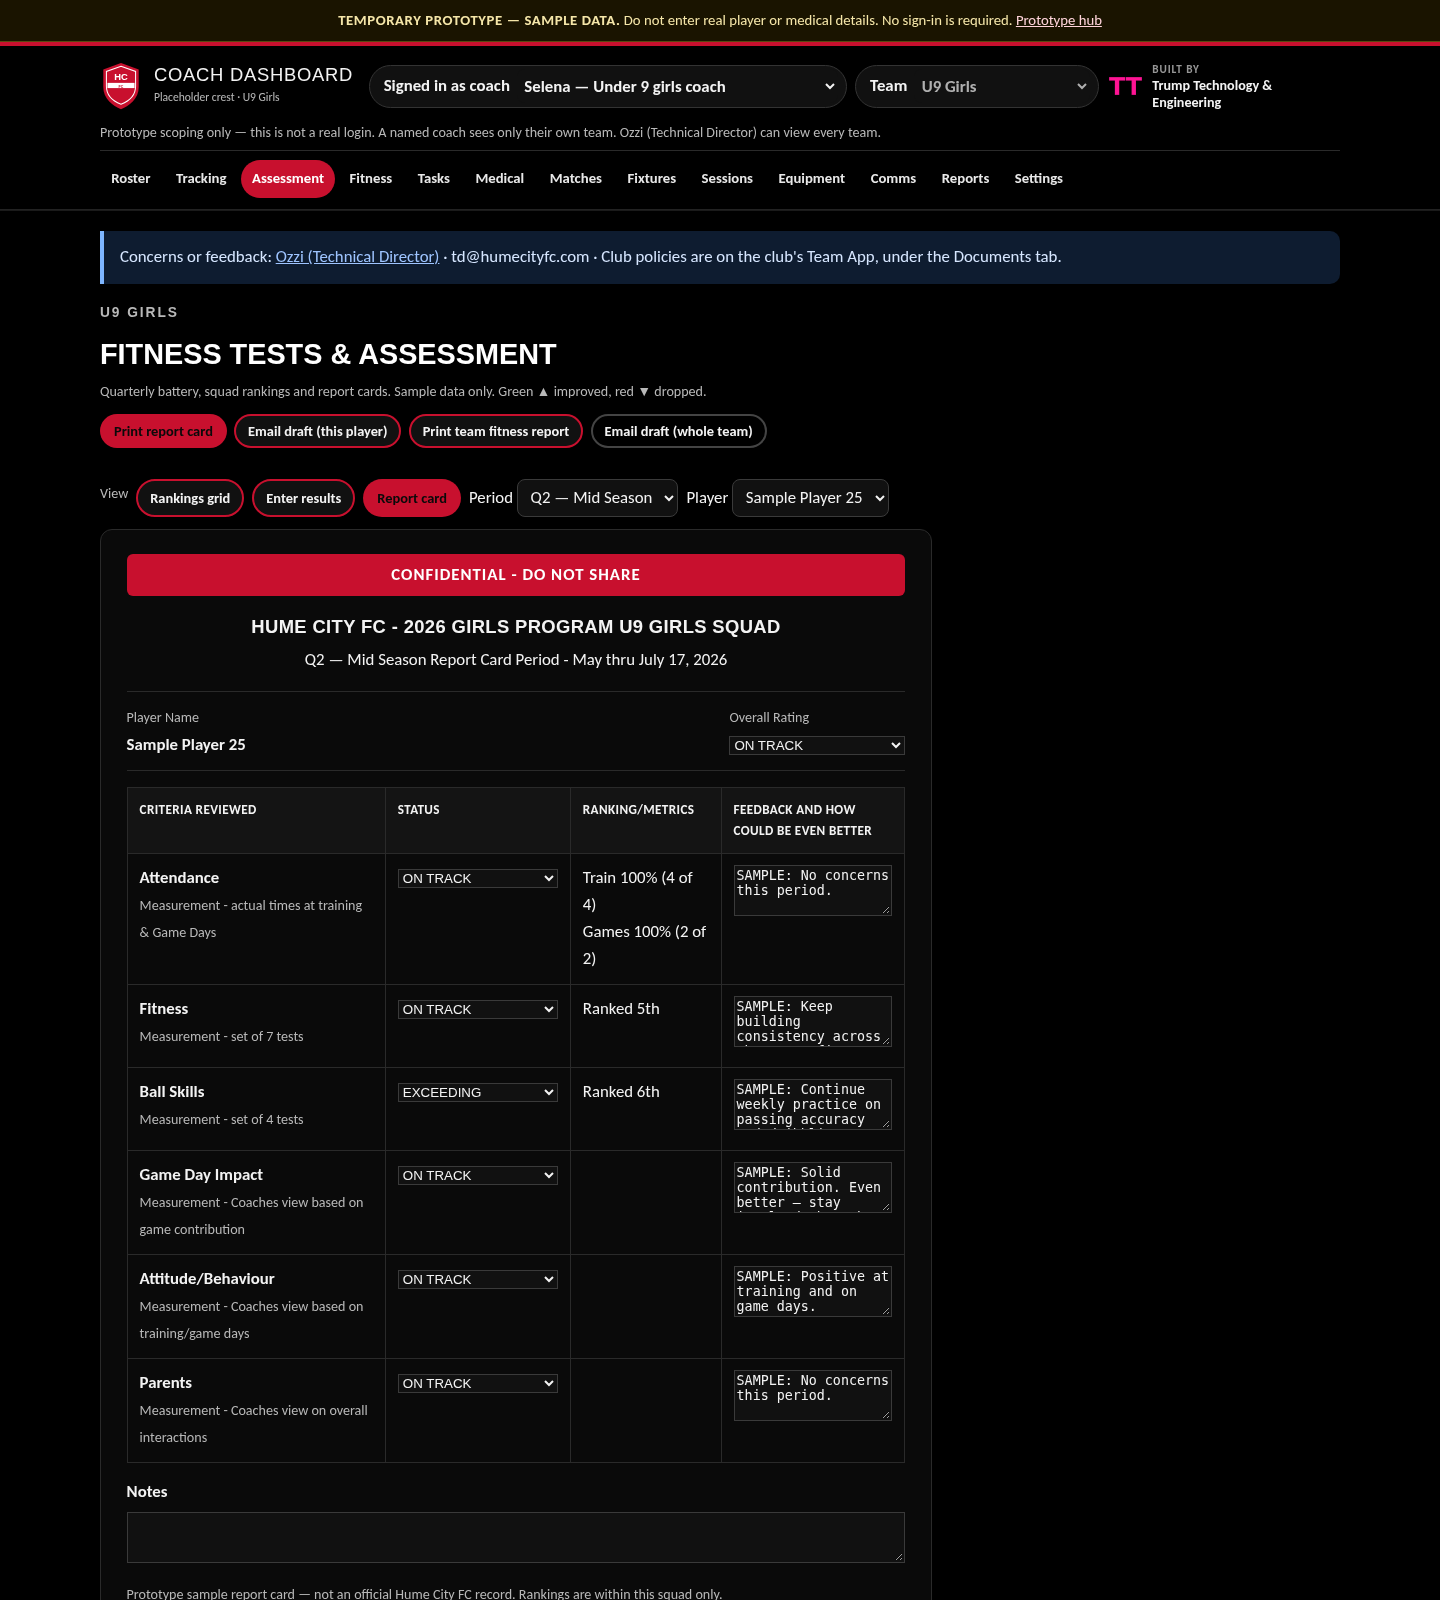 TEMPORARY PROTOTYPE — SAMPLE DATA. Do not enter real player or medical details. No sign-in is required. Prototype hub
HC
FC
COACH DASHBOARD
Placeholder crest · U9 Girls
Signed in as coach Selena — Under 9 girls coach
Team U9 Girls
TT
BUILT BY
Trump Technology &
Engineering
Prototype scoping only — this is not a real login. A named coach sees only their own team. Ozzi (Technical Director) can view every team.
Roster Tracking Assessment Fitness Tasks Medical Matches Fixtures Sessions Equipment Comms Reports Settings
Concerns or feedback: Ozzi (Technical Director) · td@humecityfc.com · Club policies are on the club's Team App, under the Documents tab.
U9 GIRLS
FITNESS TESTS & ASSESSMENT
Quarterly battery, squad rankings and report cards. Sample data only. Green ▲ improved, red ▼ dropped.
Print report card Email draft (this player) Print team fitness report Email draft (whole team)
View Rankings grid Enter results Report card Period Q2 — Mid Season Player Sample Player 25
CONFIDENTIAL - DO NOT SHARE
HUME CITY FC - 2026 GIRLS PROGRAM U9 GIRLS SQUAD
Q2 — Mid Season Report Card Period - May thru July 17, 2026
Player Name
Sample Player 25
Overall Rating
ON TRACK
CRITERIA REVIEWED
STATUS
RANKING/METRICS
FEEDBACK AND HOW
COULD BE EVEN BETTER
Attendance
Measurement - actual times at training
& Game Days
ON TRACK
Train 100% (4 of
4)
Games 100% (2 of
2)
SAMPLE: No concerns
this period.
Fitness
Measurement - set of 7 tests
ON TRACK
Ranked 5th
SAMPLE: Keep
building
consistency across
Ball Skills
Measurement - set of 4 tests
EXCEEDING
Ranked 6th
SAMPLE: Continue
weekly practice on
passing accuracy
Game Day Impact
Measurement - Coaches view based on
game contribution
ON TRACK
SAMPLE: Solid
contribution. Even
better — stay
Attitude/Behaviour
Measurement - Coaches view based on
training/game days
ON TRACK
SAMPLE: Positive at
training and on
game days.
Parents
Measurement - Coaches view on overall
interactions
ON TRACK
SAMPLE: No concerns
this period.
Notes
Prototype sample report card — not an official Hume City FC record. Rankings are within this squad only.